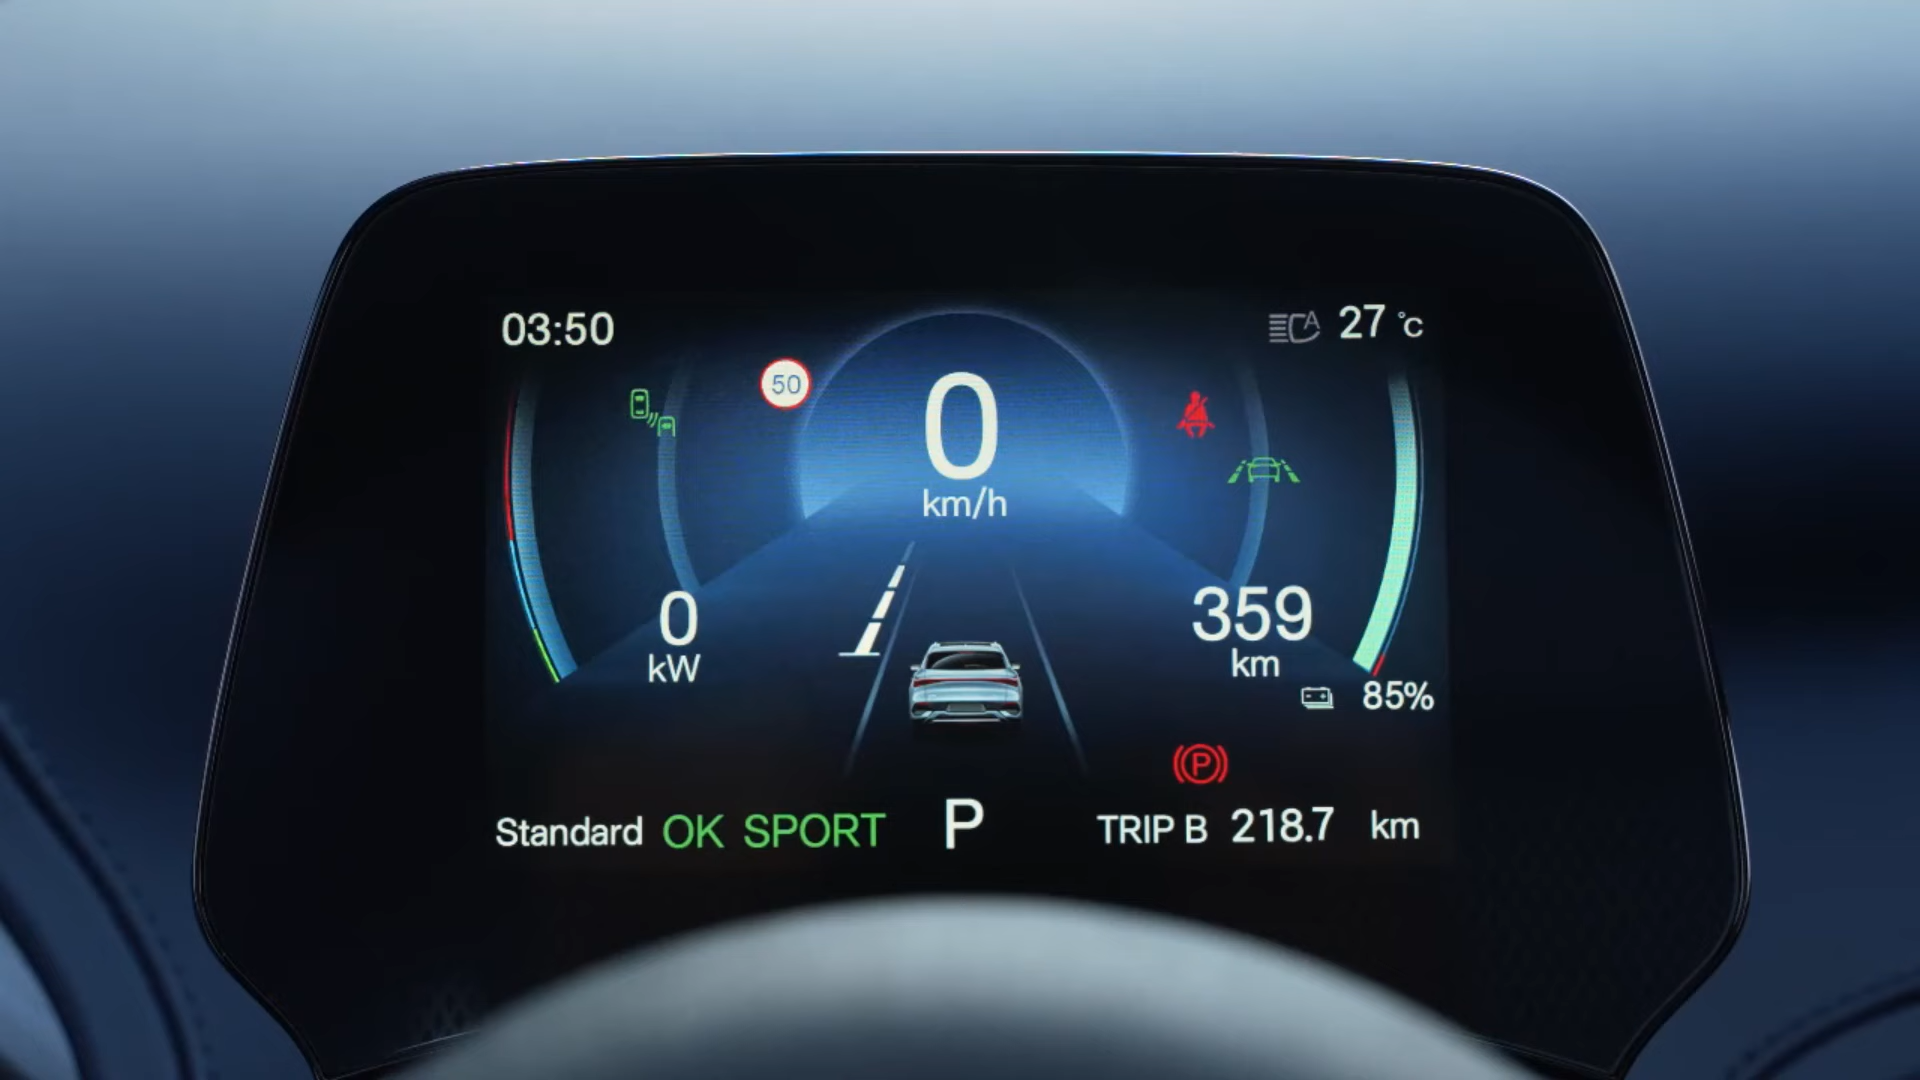 03:50
27 °C
A
50
0
km/h
0
kW
359
km
85%
P
Standard OK SPORT P TRIP B 218.7 km